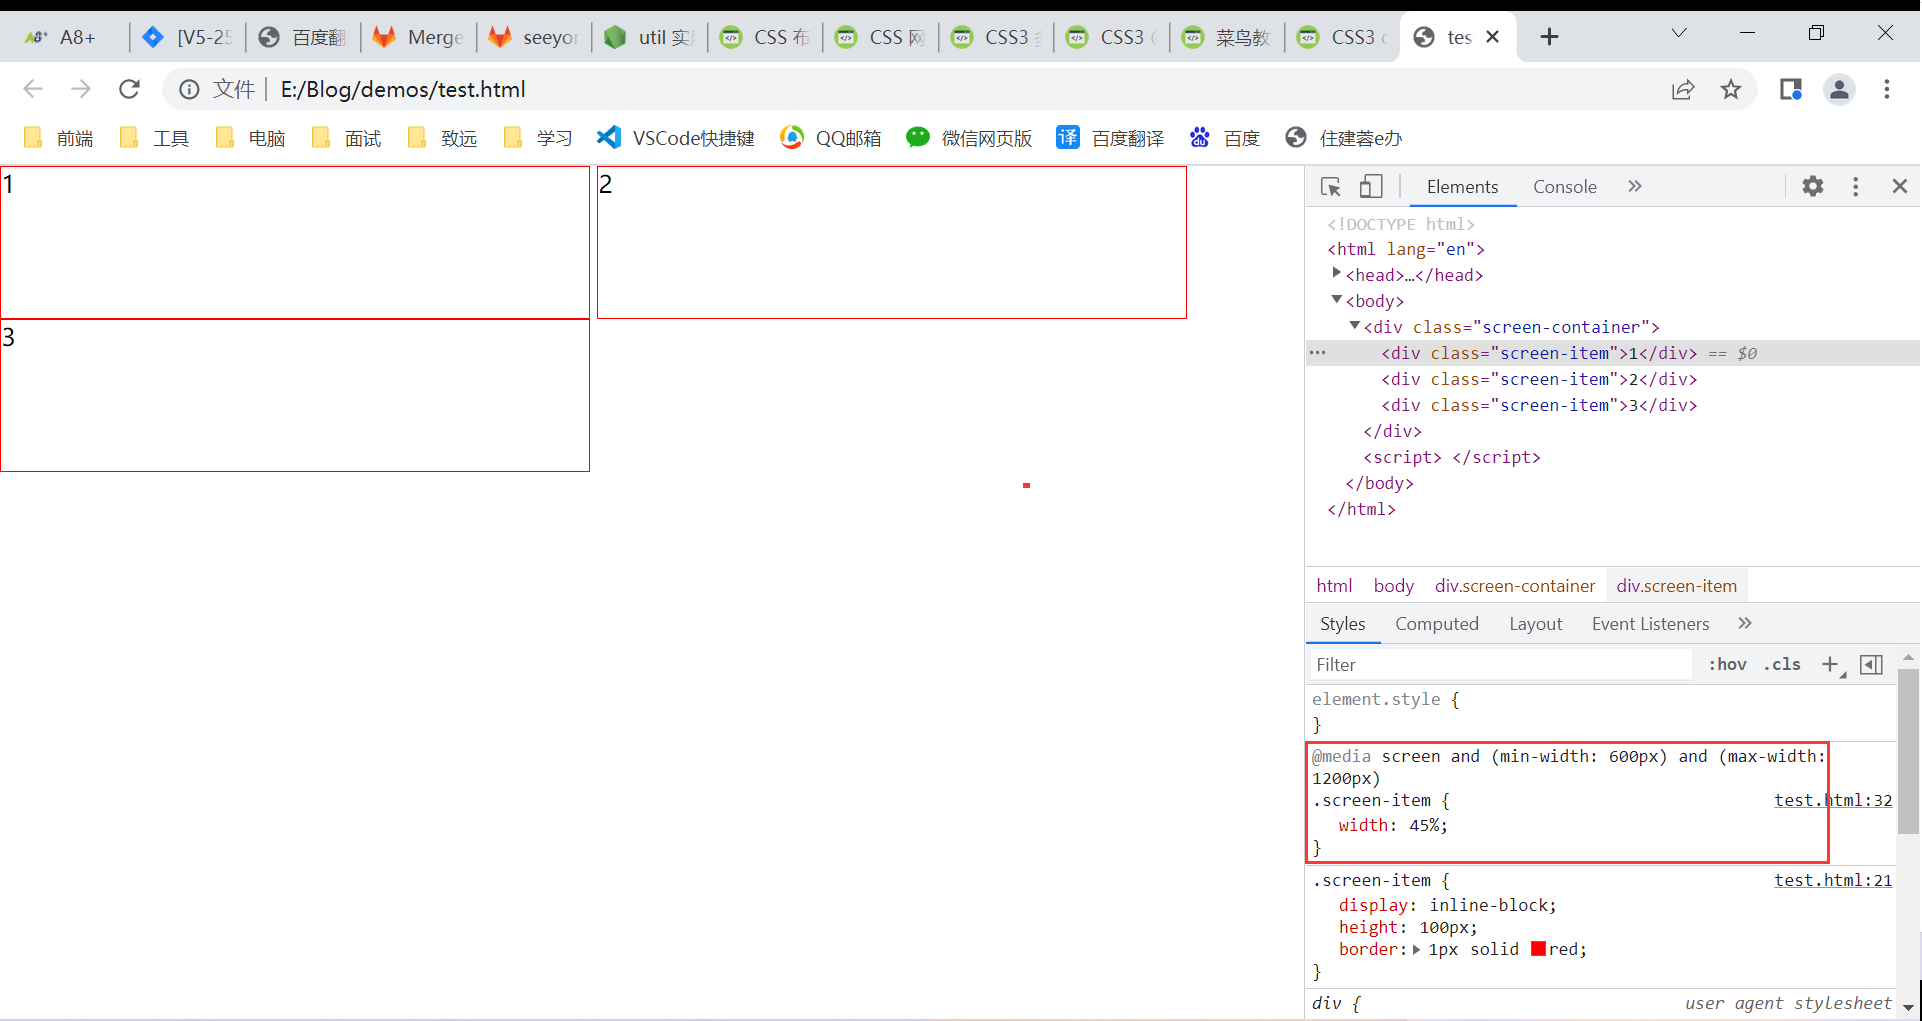 A8+
[V5-25
百度翻
Merge
seeyor
util 实
CSS 布
CSS 网
CSS3
CSS3
菜鸟教
CSS3
tes
文件
E:/Blog/demos/test.html
前端
工具
电脑
面试
致远
学习
VSCode快捷键
QQ邮箱
微信网页版
译 百度翻译
百度
住建蓉e办
1
2
3
Elements
Console
<!DOCTYPE html>
<html lang="en">
<head>…</head>
<body>
<div class="screen-container">
<div class="screen-item">1</div> == $0
<div class="screen-item">2</div>
<div class="screen-item">3</div>
</div>
<script> </script>
</body>
</html>
html
body
div.screen-container
div.screen-item
Styles
Computed
Layout
Event Listeners
Filter
:hov
.cls
element.style {
}
@media screen and (min-width: 600px) and (max-width:
1200px)
.screen-item {
test.html:32
width: 45%;
}
.screen-item {
test.html:21
display: inline-block;
height: 100px;
border: 1px solid red;
}
div {
user agent stylesheet